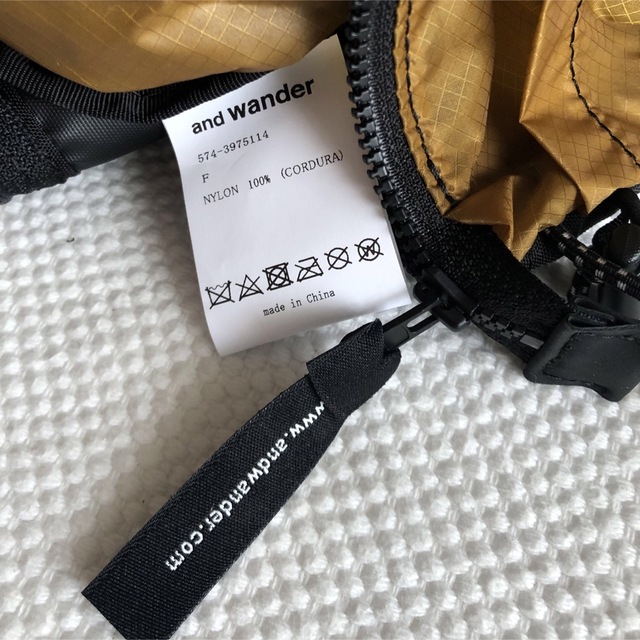 and wander
574-3975114
F
NYLON 100% (CORDURA)
made in China
www.andwander.com